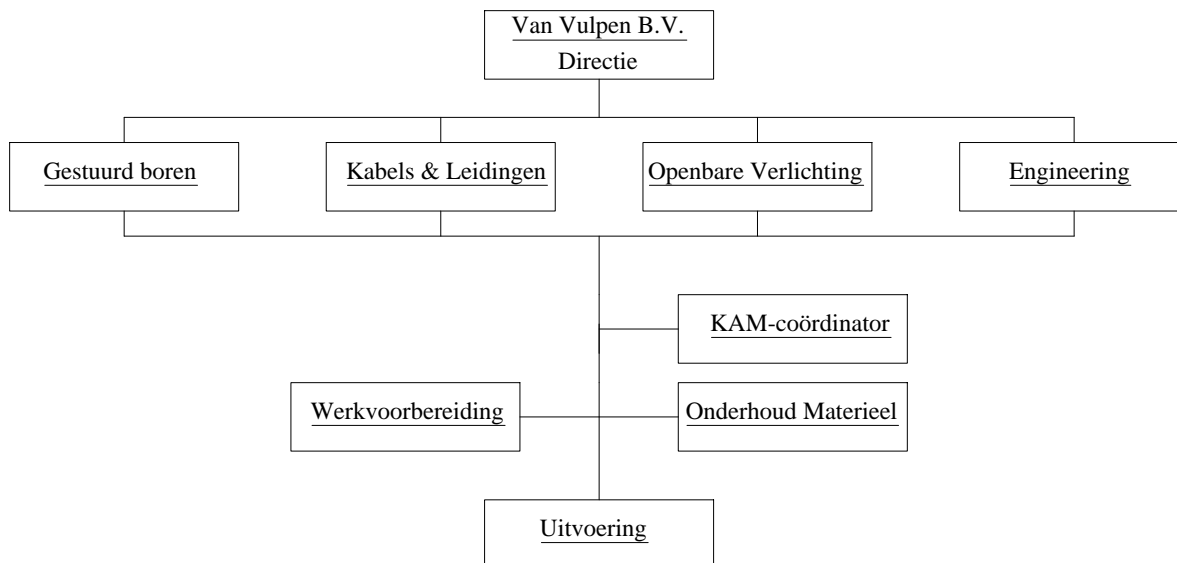 Van Vulpen B.V.
Directie
Gestuurd boren
Kabels & Leidingen
Openbare Verlichting
Engineering
KAM-coördinator
Werkvoorbereiding
Onderhoud Materieel
Uitvoering